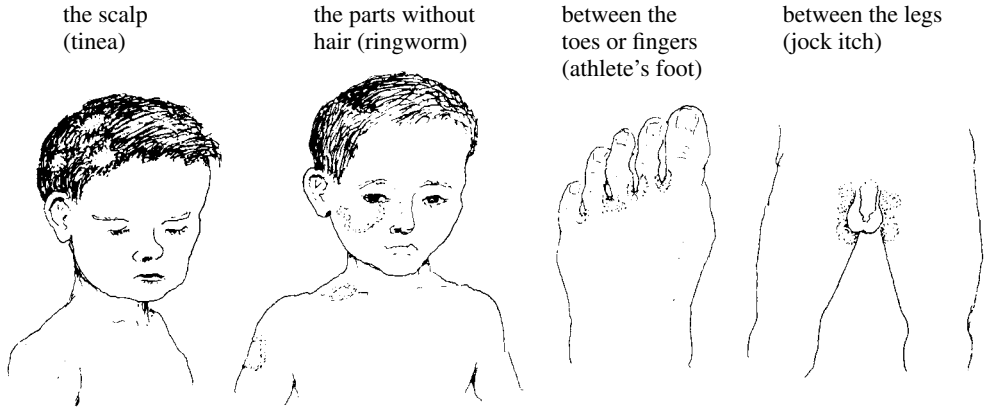 the scalp
(tinea)
the parts without
hair (ringworm)
between the
toes or fingers
(athlete's foot)
between the legs
(jock itch)